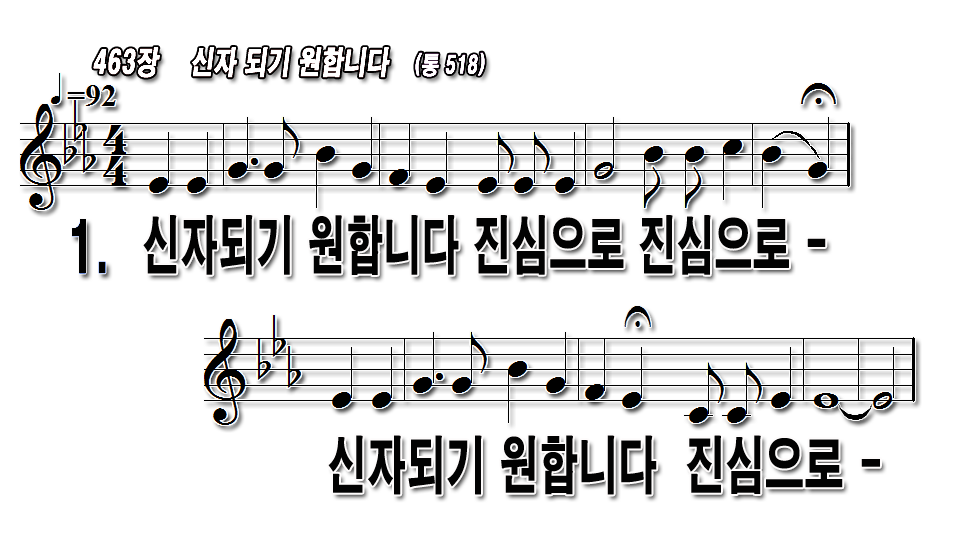 463장 신자 되기 원합니다 (통 518)
♩=92
4
4
1. 신자되기 원합니다 진심으로 진심으로 -
신자되기 원합니다 진심으로 -